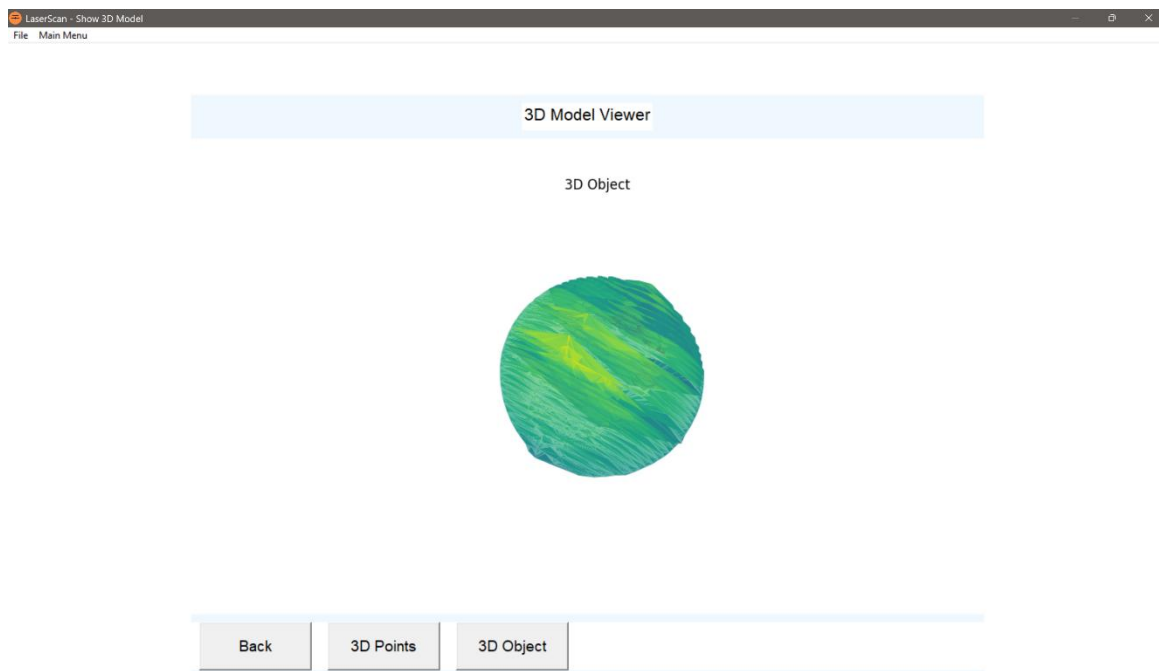 LaserScan - Show 3D Model
File Main Menu
3D Model Viewer
3D Object
Back 3D Points 3D Object